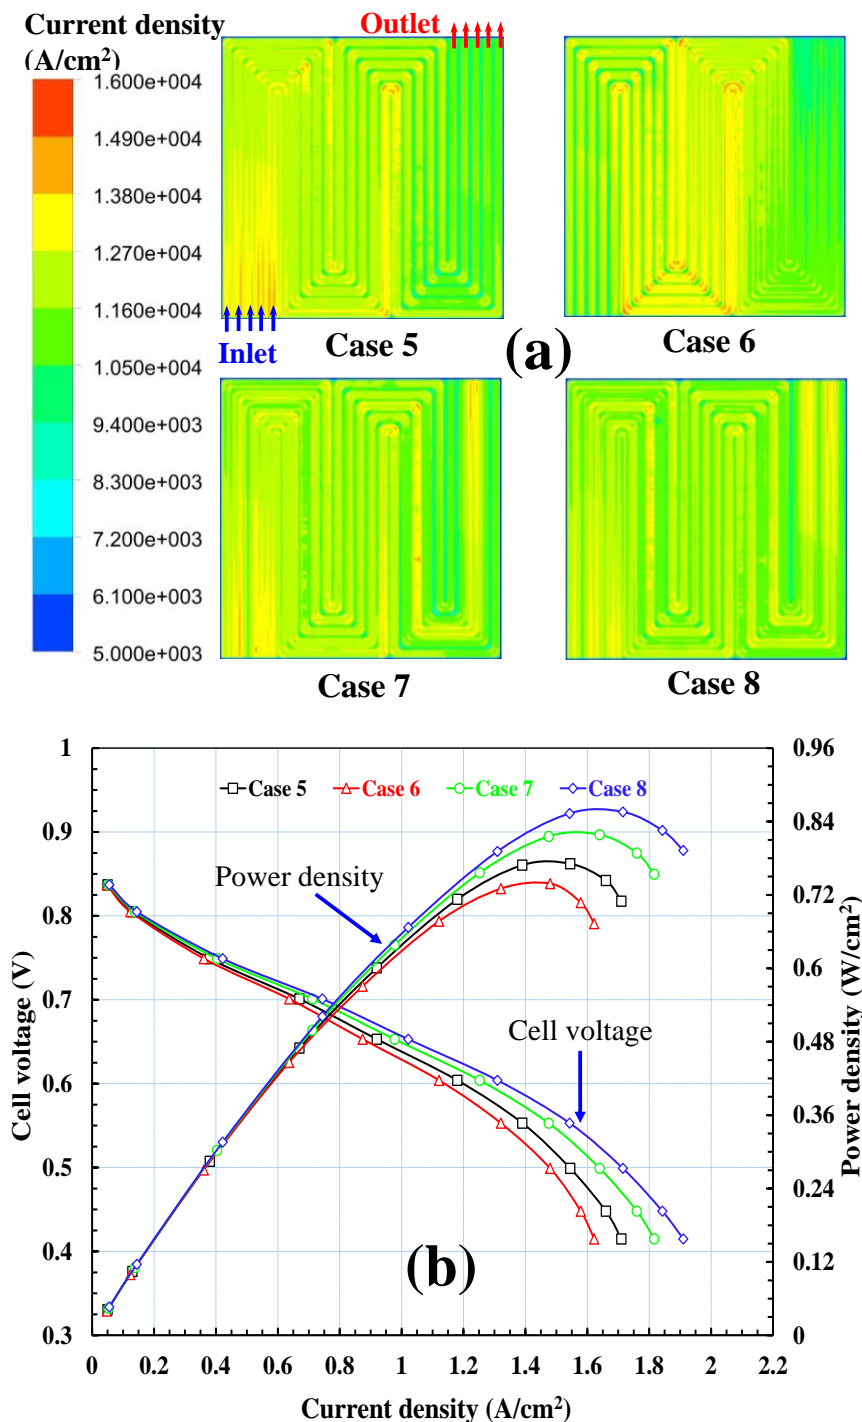 Current density
(A/cm²)
Outlet
1.600e+004
1.490e+004
1.380e+004
1.270e+004
1.160e+004
1.050e+004
9.400e+003
8.300e+003
7.200e+003
6.100e+003
5.000e+003
Inlet
Case 5
(a)
Case 6
Case 7
Case 8
1
0.9
0.8
0.7
0.6
0.5
0.4
0.3
Cell voltage (V)
Case 5 Case 6 Case 7 Case 8
Power density
Cell voltage
(b)
0.96
0.84
0.72
0.6
0.48
0.36
0.24
0.12
0
Power density (W/cm²)
0 0.2 0.4 0.6 0.8 1 1.2 1.4 1.6 1.8 2 2.2
Current density (A/cm²)